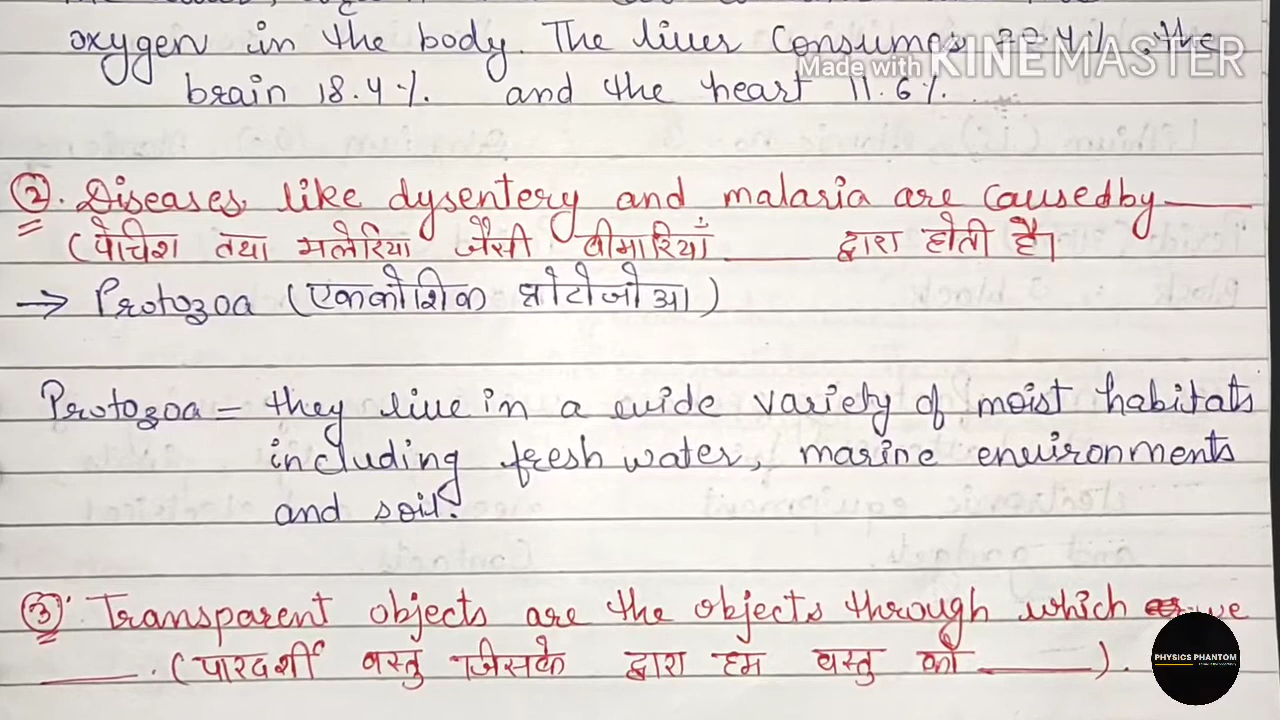 oxygen in the body. The liver consumes the
brain 18.4%. and the heart 11.6%.
Made with KINEMASTER
②. Diseases like dysentery and malaria are caused by ____
(पेचिश तथा मलेरिया जैसी बीमारियाँ ____ द्वारा होती है।
→ Protozoa (एककोशिक प्रोटोजोआ)
Protozoa = they live in a wide variety of moist habitats
including fresh water, marine environments
and soil.
③. Transparent objects are the objects through which we
____. (पारदर्शी वस्तु जिसके द्वारा हम वस्तु को ____).
PHYSICS PHANTOM